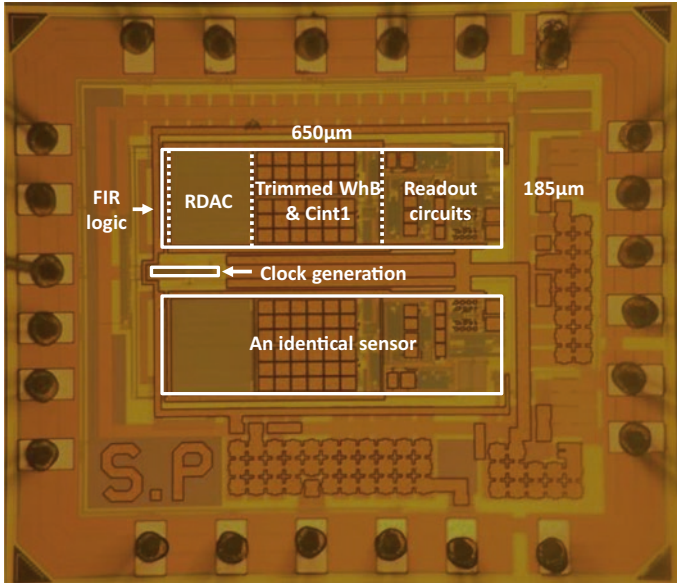 650μm
FIR
logic
RDAC
Trimmed WhB
& Cint1
Readout
circuits
185μm
Clock generation
An identical sensor
S.P